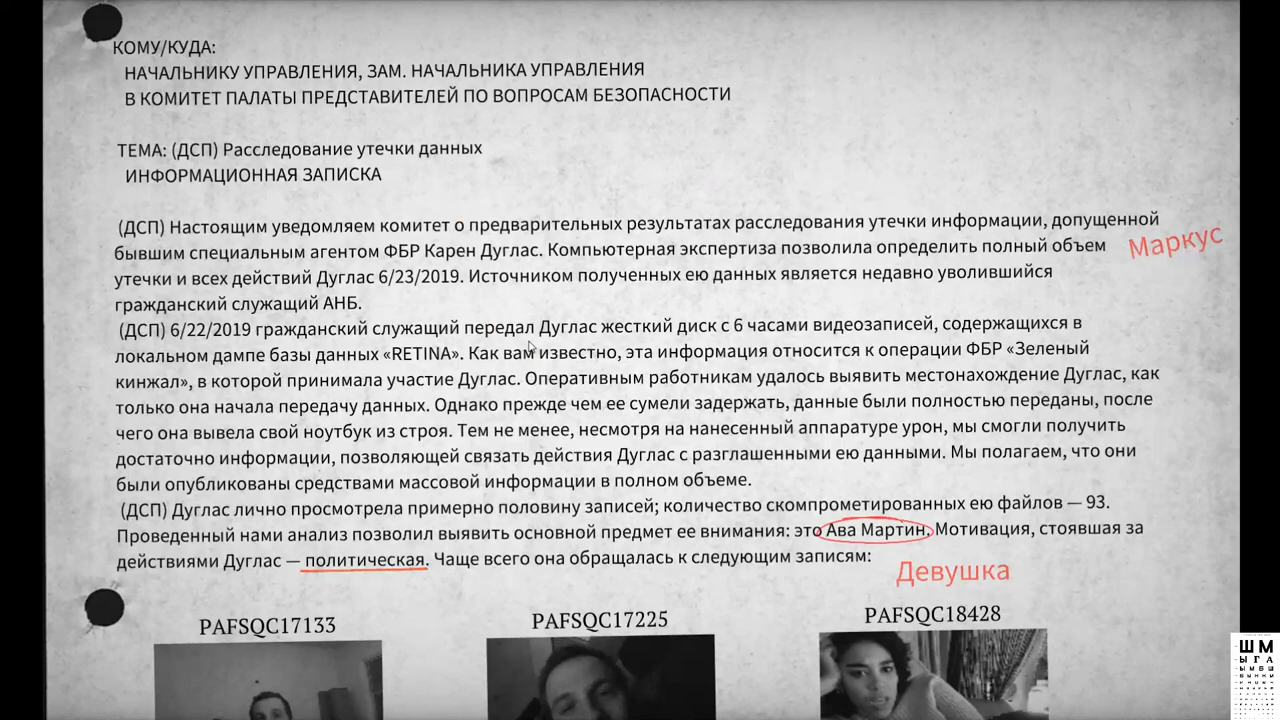 КОМУ/КУДА:
НАЧАЛЬНИКУ УПРАВЛЕНИЯ, ЗАМ. НАЧАЛЬНИКА УПРАВЛЕНИЯ
В КОМИТЕТ ПАЛАТЫ ПРЕДСТАВИТЕЛЕЙ ПО ВОПРОСАМ БЕЗОПАСНОСТИ
ТЕМА: (ДСП) Расследование утечки данных
ИНФОРМАЦИОННАЯ ЗАПИСКА
(ДСП) Настоящим уведомляем комитет о предварительных результатах расследования утечки информации, допущенной
бывшим специальным агентом ФБР Карен Дуглас. Компьютерная экспертиза позволила определить полный объем
Маркус
утечки и всех действий Дуглас 6/23/2019. Источником полученных ею данных является недавно уволившийся
гражданский служащий АНБ.
(ДСП) 6/22/2019 гражданский служащий передал Дуглас жесткий диск с 6 часами видеозаписей, содержащихся в
локальном дампе базы данных «RETINA». Как вам известно, эта информация относится к операции ФБР «Зеленый
кинжал», в которой принимала участие Дуглас. Оперативным работникам удалось выявить местонахождение Дуглас, как
только она начала передачу данных. Однако прежде чем ее сумели задержать, данные были полностью переданы, после
чего она вывела свой ноутбук из строя. Тем не менее, несмотря на нанесенный аппаратуре урон, мы смогли получить
достаточно информации, позволяющей связать действия Дуглас с разглашенными ею данными. Мы полагаем, что они
были опубликованы средствами массовой информации в полном объеме.
(ДСП) Дуглас лично просмотрела примерно половину записей; количество скомпрометированных ею файлов — 93.
Проведенный нами анализ позволил выявить основной предмет ее внимания: это Ава Мартин. Мотивация, стоявшая за
действиями Дуглас — политическая. Чаще всего она обращалась к следующим записям:
Девушка
PAFSQC17133
PAFSQC17225
PAFSQC18428
Ш М
Ы Г А